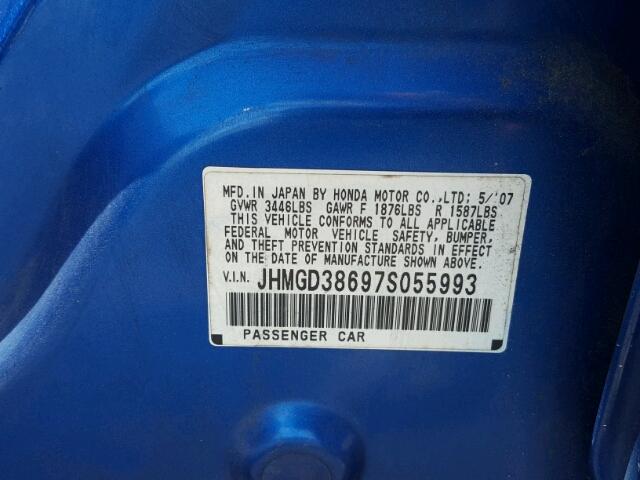 MFD. IN JAPAN BY HONDA MOTOR CO.,LTD: 5/'07
GVWR 3446LBS GAWR F 1876LBS R 1587LBS
THIS VEHICLE CONFORMS TO ALL APPLICABLE
FEDERAL MOTOR VEHICLE SAFETY, BUMPER,
AND THEFT PREVENTION STANDARDS IN EFFECT
ON THE DATE OF MANUFACTURE SHOWN ABOVE.
V.I.N. JHMGD38697S055993
PASSENGER CAR